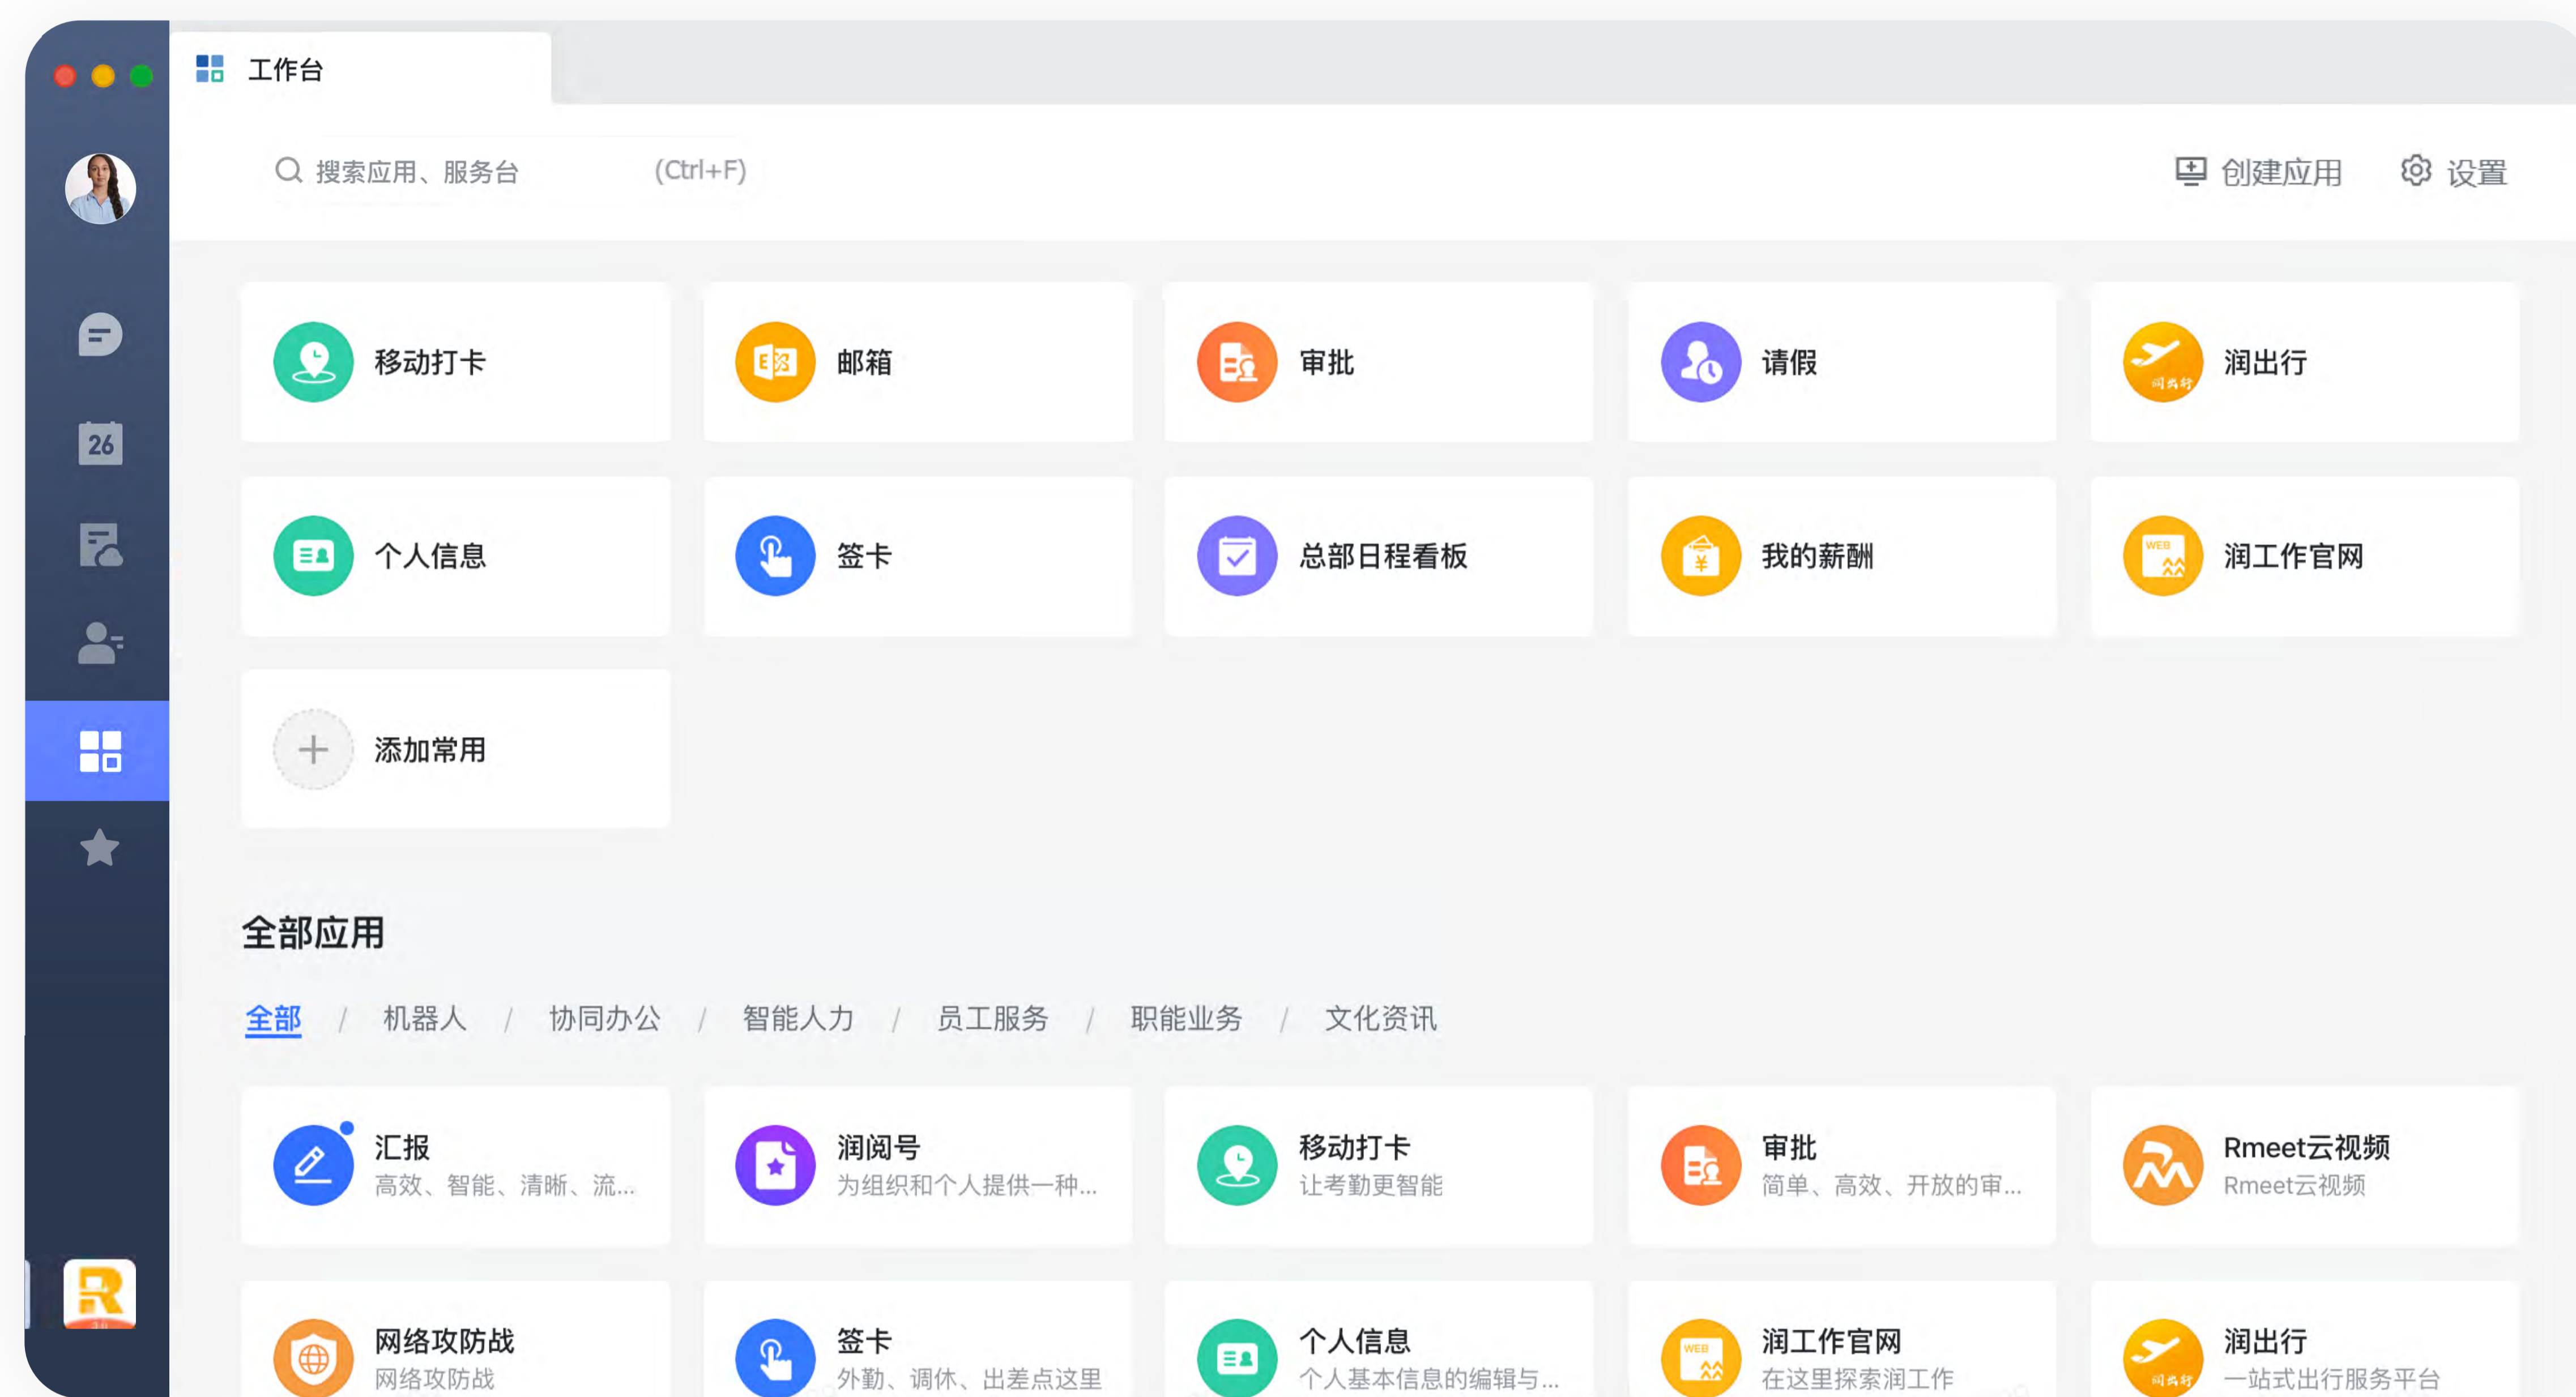 工作台
搜索应用、服务台 (Ctrl+F)
创建应用 设置
移动打卡 邮箱 审批 请假 润出行
26
润出行
个人信息 签卡 总部日程看板 我的薪酬 润工作官网
WEB
添加常用
全部应用
全部 / 机器人 / 协同办公 / 智能人力 / 员工服务 / 职能业务 / 文化资讯
汇报 润阅号 移动打卡 审批 Rmeet云视频
高效、智能、清晰、流... 为组织和个人提供一种... 让考勤更智能 简单、高效、开放的审... Rmeet云视频
网络攻防战 签卡 个人信息 润工作官网 润出行
网络攻防战 外勤、调休、出差点这里 个人基本信息的编辑与... 在这里探索润工作 一站式出行服务平台
WEB
润出行